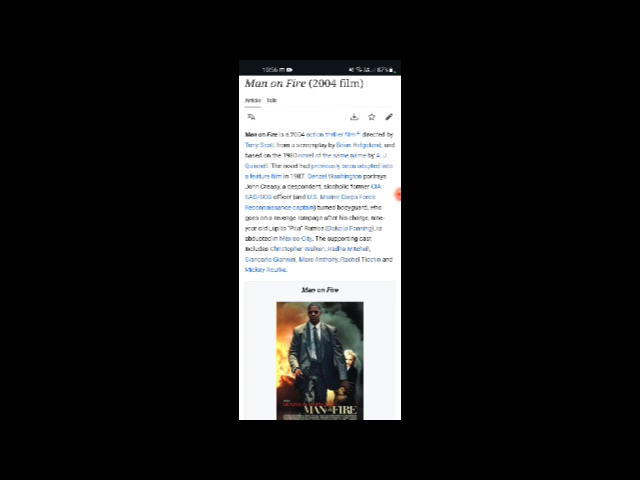 10:56
67%
Man on Fire (2004 film)
Article Talk
Man on Fire is a 2004 action thriller film directed by
Tony Scott from a screenplay by Brian Helgeland, and
based on the 1980 novel of the same name by A. J.
Quinnell. The novel had previously been adapted into
a feature film in 1987. Denzel Washington portrays
John Creasy, a despondent, alcoholic former CIA
SAD/SOG officer (and U.S. Marine Corps Force
Reconnaissance captain) turned bodyguard, who
goes on a revenge rampage after his charge, nine-
year-old "Pita" Ramos (Dakota Fanning), is
abducted in Mexico City. The supporting cast
includes Christopher Walken, Radha Mitchell,
Giancarlo Giannini, Marc Anthony, Rachel Ticotin and
Mickey Rourke.
Man on Fire
MAN ON FIRE